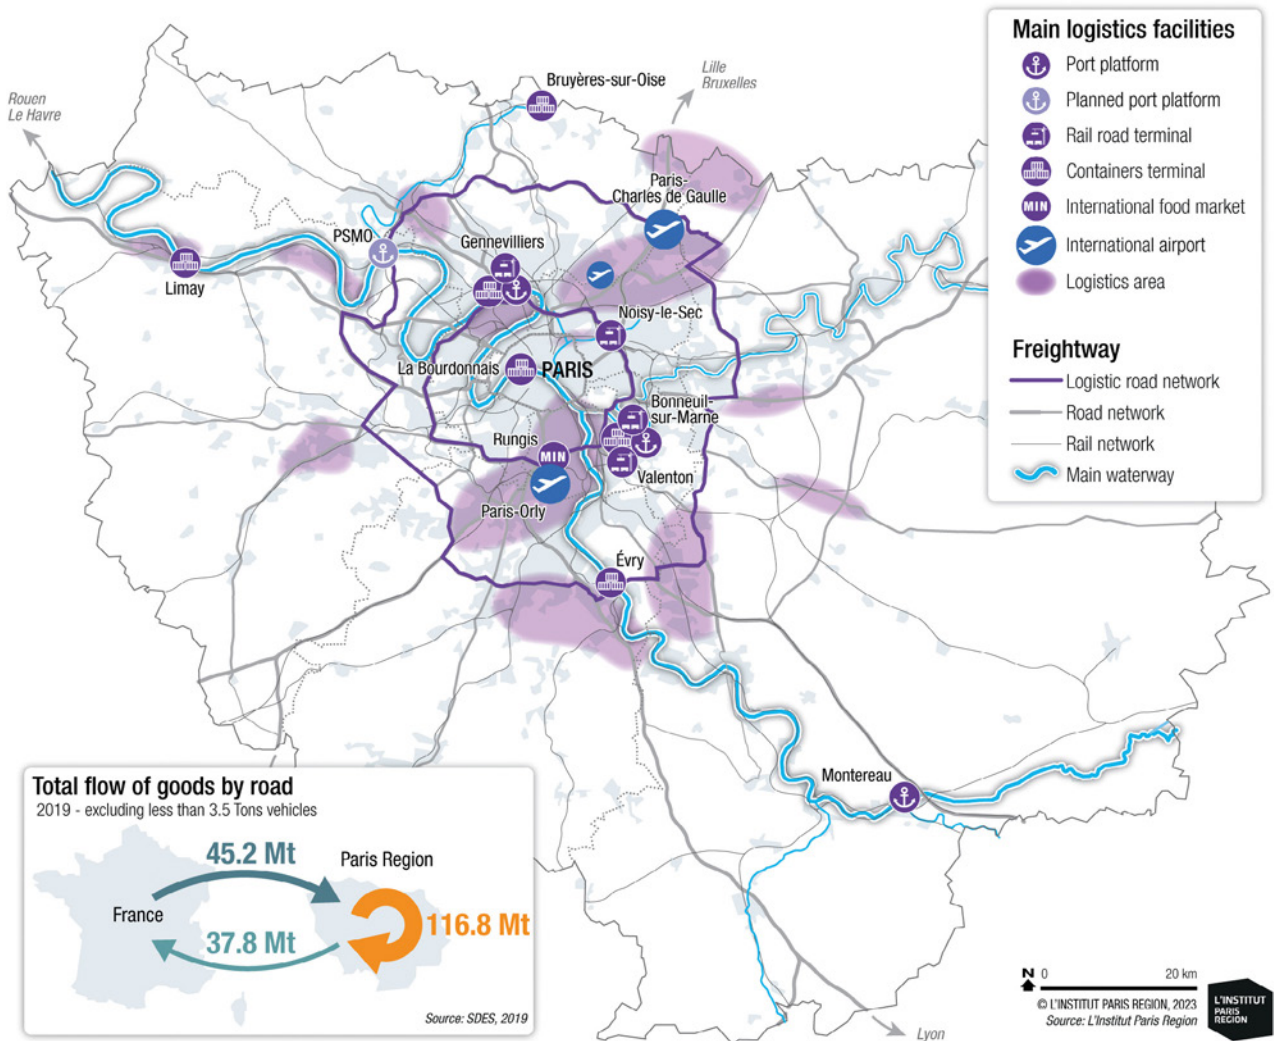 Rouen
Le Havre
Bruyères-sur-Oise
Lille
Bruxelles
Paris-
Charles de Gaulle
PSMO
Gennevilliers
Limay
Noisy-le-Sec
La Bourdonnais
PARIS
Bonneuil-
sur-Marne
Rungis
MIN
Valenton
Paris-Orly
Évry
Montereau
Lyon
Main logistics facilities
Port platform
Planned port platform
Rail road terminal
Containers terminal
MIN International food market
International airport
Logistics area
Freightway
Logistic road network
Road network
Rail network
Main waterway
Total flow of goods by road
2019 - excluding less than 3.5 Tons vehicles
45.2 Mt
Paris Region
France
116.8 Mt
37.8 Mt
Source: SDES, 2019
N 0 20 km
© L'INSTITUT PARIS REGION, 2023
Source: L'Institut Paris Region
L'INSTITUT
PARIS
REGION